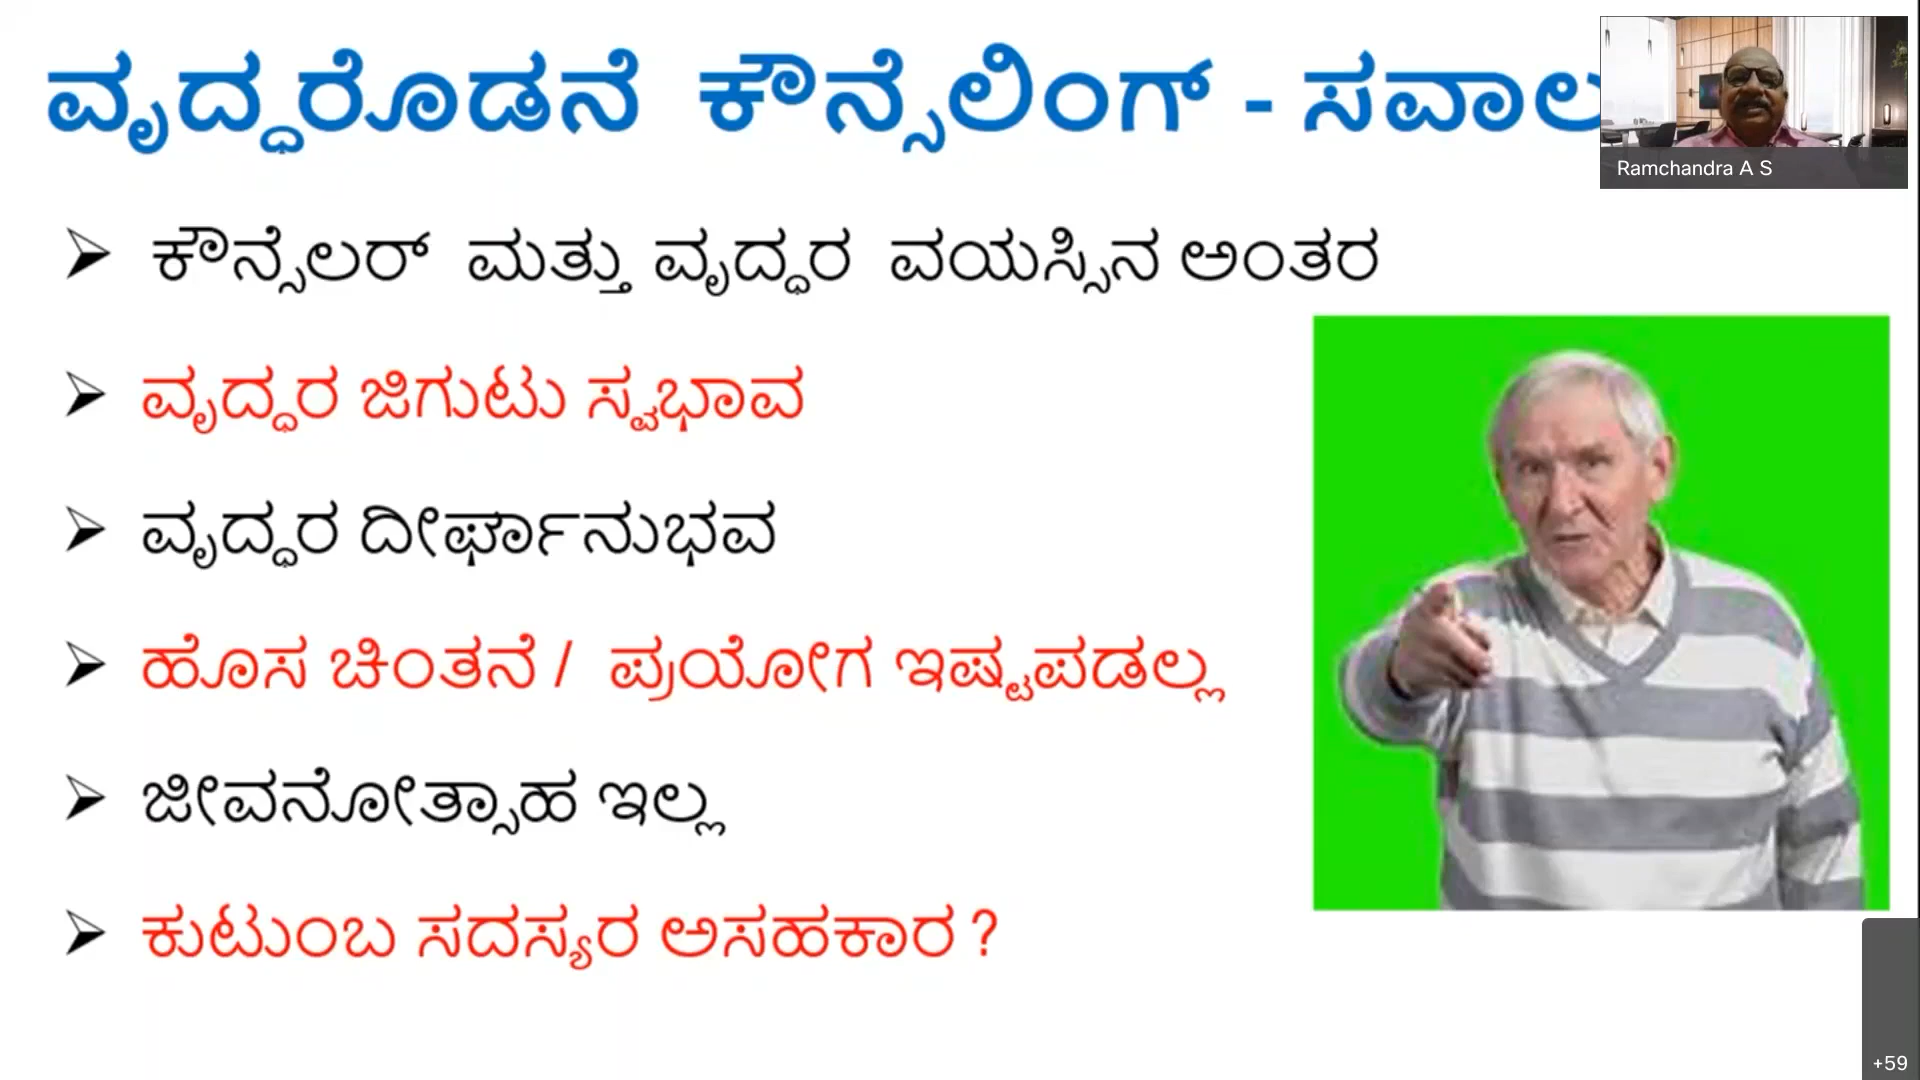 ವೃದ್ಧರೊಡನೆ ಕೌನ್ಸೆಲಿಂಗ್ -
Ramchandra A S
➢ ಕೌನ್ಸೆಲರ್ ಮತ್ತು ವೃದ್ಧರ ವಯಸ್ಸಿನ ಅಂತರ
➢ ವೃದ್ಧರ ಜಿಗುಟು ಸ್ವಭಾವ
➢ ವೃದ್ಧರ ದೀರ್ಘಾನುಭವ
➢ ಹೊಸ ಚಿಂತನೆ / ಪ್ರಯೋಗ ಇಷ್ಟಪಡಲ್ಲ
➢ ಜೀವನೋತ್ಸಾಹ ಇಲ್ಲ
➢ ಕುಟುಂಬ ಸದಸ್ಯರ ಅಸಹಕಾರ ?
+59